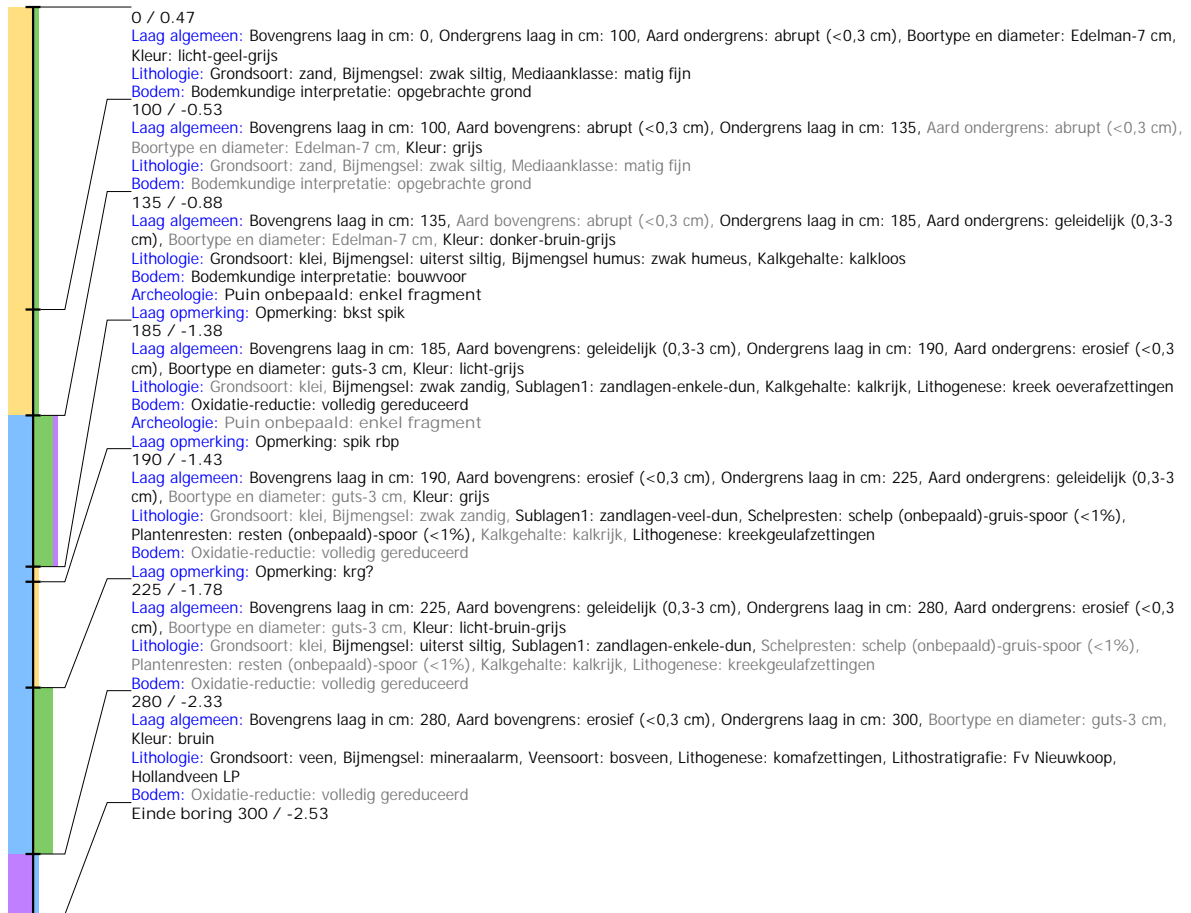 0 / 0.47
Laag algemeen: Bovengrens laag in cm: 0, Ondergrens laag in cm: 100, Aard ondergrens: abrupt (<0,3 cm), Boortype en diameter: Edelman-7 cm,
Kleur: licht-geel-grijs
Lithologie: Grondsoort: zand, Bijmengsel: zwak siltig, Mediaanklasse: matig fijn
Bodem: Bodemkundige interpretatie: opgebrachte grond
100 / -0.53
Laag algemeen: Bovengrens laag in cm: 100, Aard bovengrens: abrupt (<0,3 cm), Ondergrens laag in cm: 135, Aard ondergrens: abrupt (<0,3 cm),
Boortype en diameter: Edelman-7 cm, Kleur: grijs
Lithologie: Grondsoort: zand, Bijmengsel: zwak siltig, Mediaanklasse: matig fijn
Bodem: Bodemkundige interpretatie: opgebrachte grond
135 / -0.88
Laag algemeen: Bovengrens laag in cm: 135, Aard bovengrens: abrupt (<0,3 cm), Ondergrens laag in cm: 185, Aard ondergrens: geleidelijk (0,3-3
cm), Boortype en diameter: Edelman-7 cm, Kleur: donker-bruin-grijs
Lithologie: Grondsoort: klei, Bijmengsel: uiterst siltig, Bijmengsel humus: zwak humeus, Kalkgehalte: kalkloos
Bodem: Bodemkundige interpretatie: bouwvoor
Archeologie: Puin onbepaald: enkel fragment
Laag opmerking: Opmerking: bkst spik
185 / -1.38
Laag algemeen: Bovengrens laag in cm: 185, Aard bovengrens: geleidelijk (0,3-3 cm), Ondergrens laag in cm: 190, Aard ondergrens: erosief (<0,3
cm), Boortype en diameter: guts-3 cm, Kleur: licht-grijs
Lithologie: Grondsoort: klei, Bijmengsel: zwak zandig, Sublagen1: zandlagen-enkele-dun, Kalkgehalte: kalkrijk, Lithogenese: kreek oeverafzettingen
Bodem: Oxidatie-reductie: volledig gereduceerd
Archeologie: Puin onbepaald: enkel fragment
Laag opmerking: Opmerking: spik rbp
190 / -1.43
Laag algemeen: Bovengrens laag in cm: 190, Aard bovengrens: erosief (<0,3 cm), Ondergrens laag in cm: 225, Aard ondergrens: geleidelijk (0,3-3
cm), Boortype en diameter: guts-3 cm, Kleur: grijs
Lithologie: Grondsoort: klei, Bijmengsel: zwak zandig, Sublagen1: zandlagen-veel-dun, Schelpresten: schelp (onbepaald)-gruis-spoor (<1%),
Plantenresten: resten (onbepaald)-spoor (<1%), Kalkgehalte: kalkrijk, Lithogenese: kreekgeulafzettingen
Bodem: Oxidatie-reductie: volledig gereduceerd
Laag opmerking: Opmerking: krg?
225 / -1.78
Laag algemeen: Bovengrens laag in cm: 225, Aard bovengrens: geleidelijk (0,3-3 cm), Ondergrens laag in cm: 280, Aard ondergrens: erosief (<0,3
cm), Boortype en diameter: guts-3 cm, Kleur: licht-bruin-grijs
Lithologie: Grondsoort: klei, Bijmengsel: uiterst siltig, Sublagen1: zandlagen-enkele-dun, Schelpresten: schelp (onbepaald)-gruis-spoor (<1%),
Plantenresten: resten (onbepaald)-spoor (<1%), Kalkgehalte: kalkrijk, Lithogenese: kreekgeulafzettingen
Bodem: Oxidatie-reductie: volledig gereduceerd
280 / -2.33
Laag algemeen: Bovengrens laag in cm: 280, Aard bovengrens: erosief (<0,3 cm), Ondergrens laag in cm: 300, Boortype en diameter: guts-3 cm,
Kleur: bruin
Lithologie: Grondsoort: veen, Bijmengsel: mineraalarm, Veensoort: bosveen, Lithogenese: komafzettingen, Lithostratigrafie: Fv Nieuwkoop,
Hollandveen LP
Bodem: Oxidatie-reductie: volledig gereduceerd
Einde boring 300 / -2.53